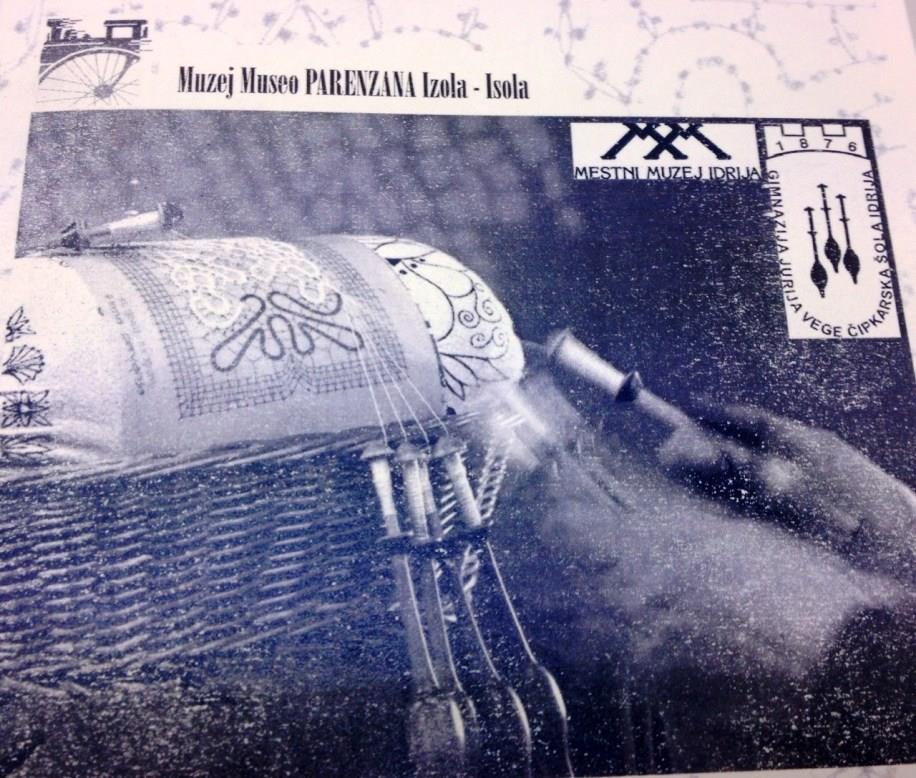 Muzej Museo PARENZANA Izola - Isola
MESTNI MUZEJ IDRIJA
1876
GIMNAZIJA JURIJA VEGE ČIPKARSKA ŠOLA IDRIJA